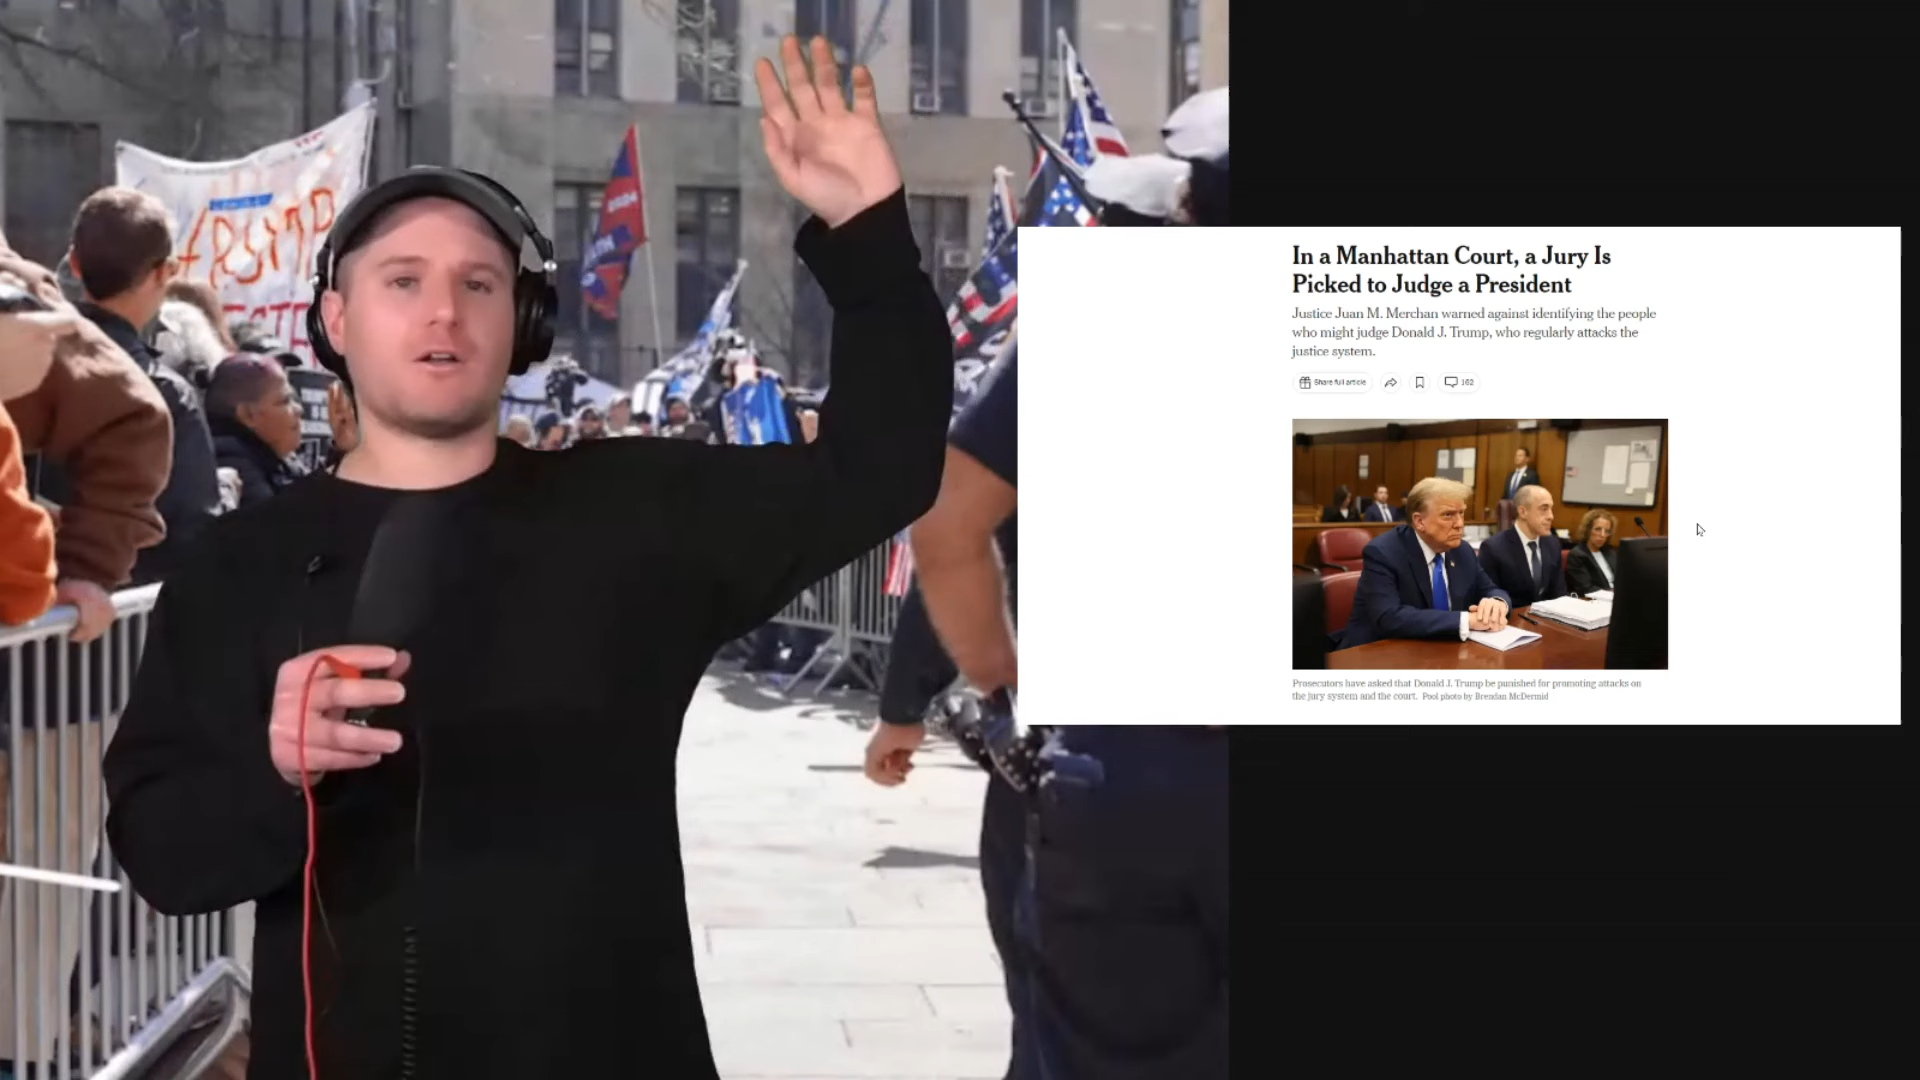 TRUMP
2024
In a Manhattan Court, a Jury Is
Picked to Judge a President
Justice Juan M. Merchan warned against identifying the people
who might judge Donald J. Trump, who regularly attacks the
justice system.
Share full article
162
Prosecutors have asked that Donald J. Trump be punished for promoting attacks on
the jury system and the court. Pool photo by Brendan McDermid